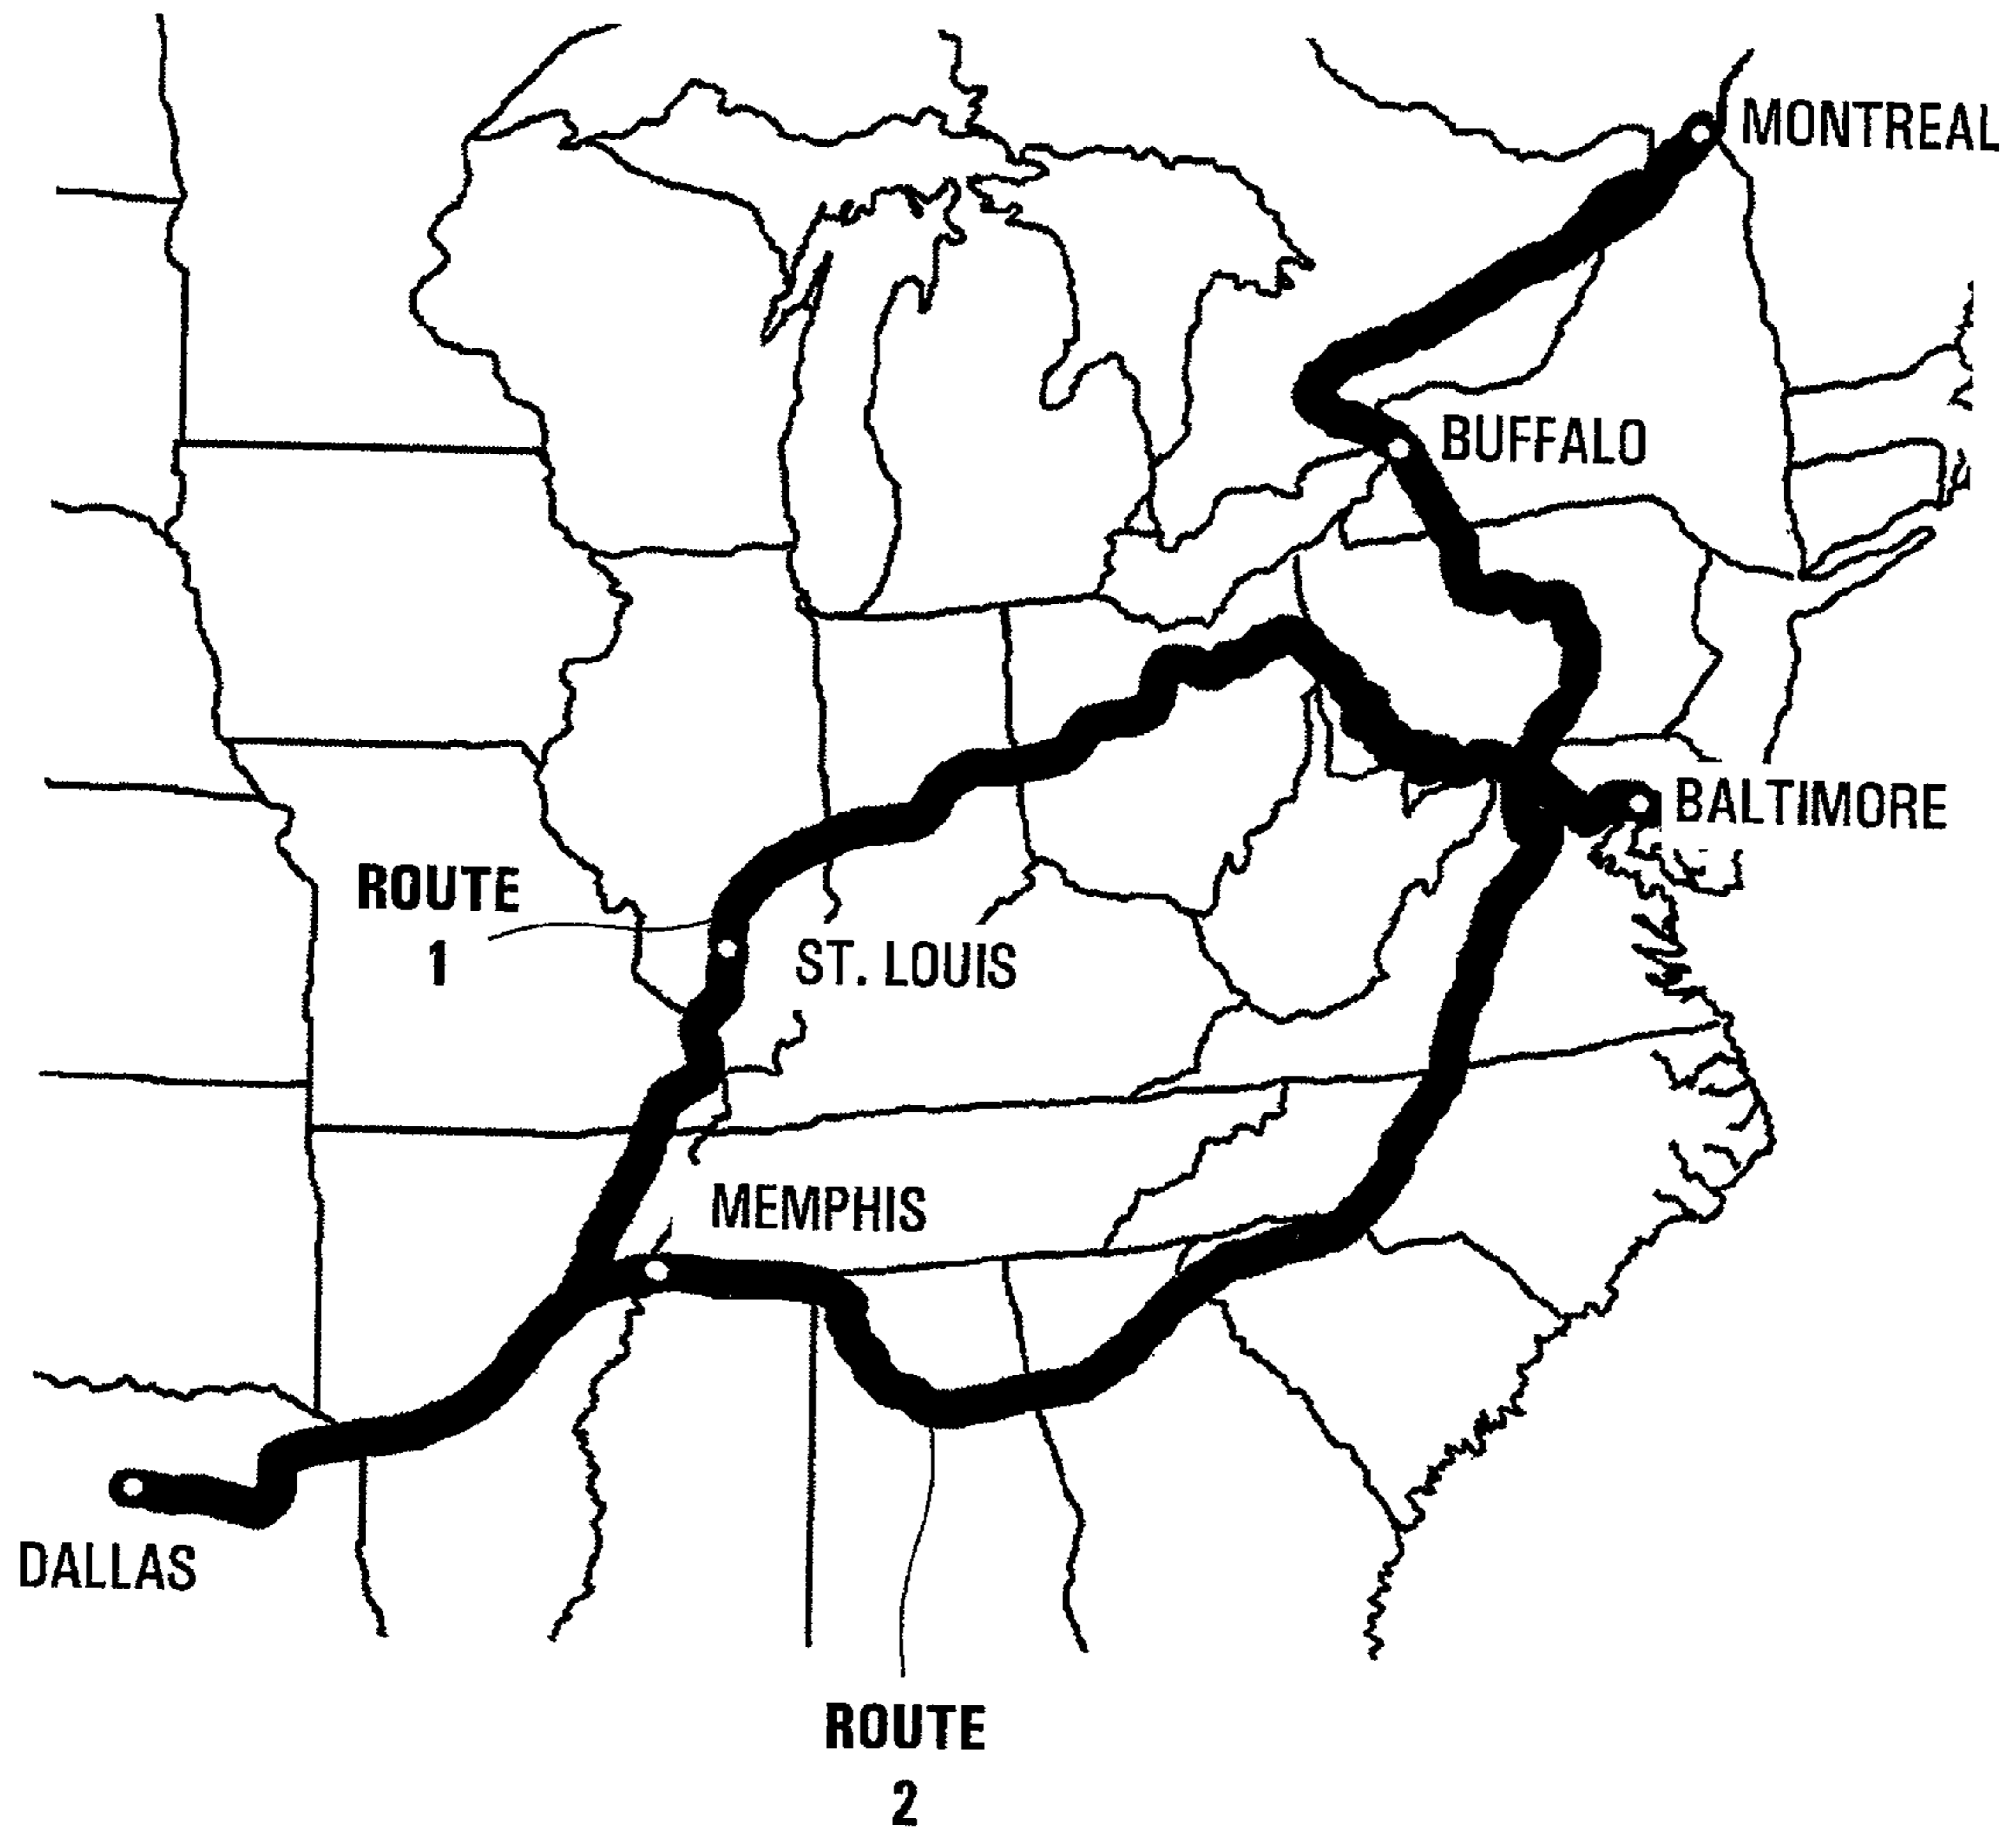 MONTREAL
BUFFALO
BALTIMORE
ROUTE
1
ST. LOUIS
MEMPHIS
DALLAS
ROUTE
2